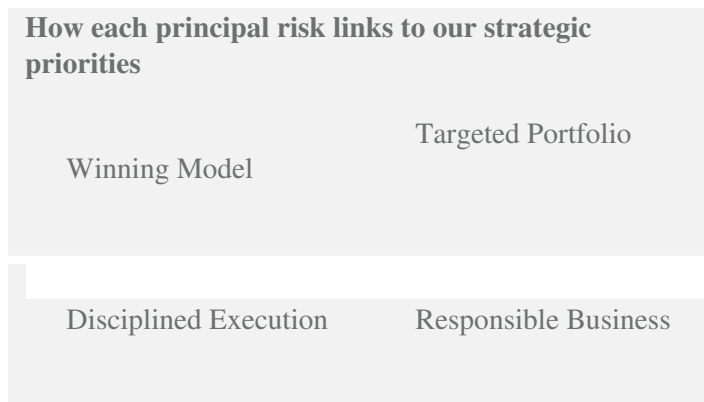 How each principal risk links to our strategic
priorities
Targeted Portfolio
Winning Model
Disciplined Execution
Responsible Business